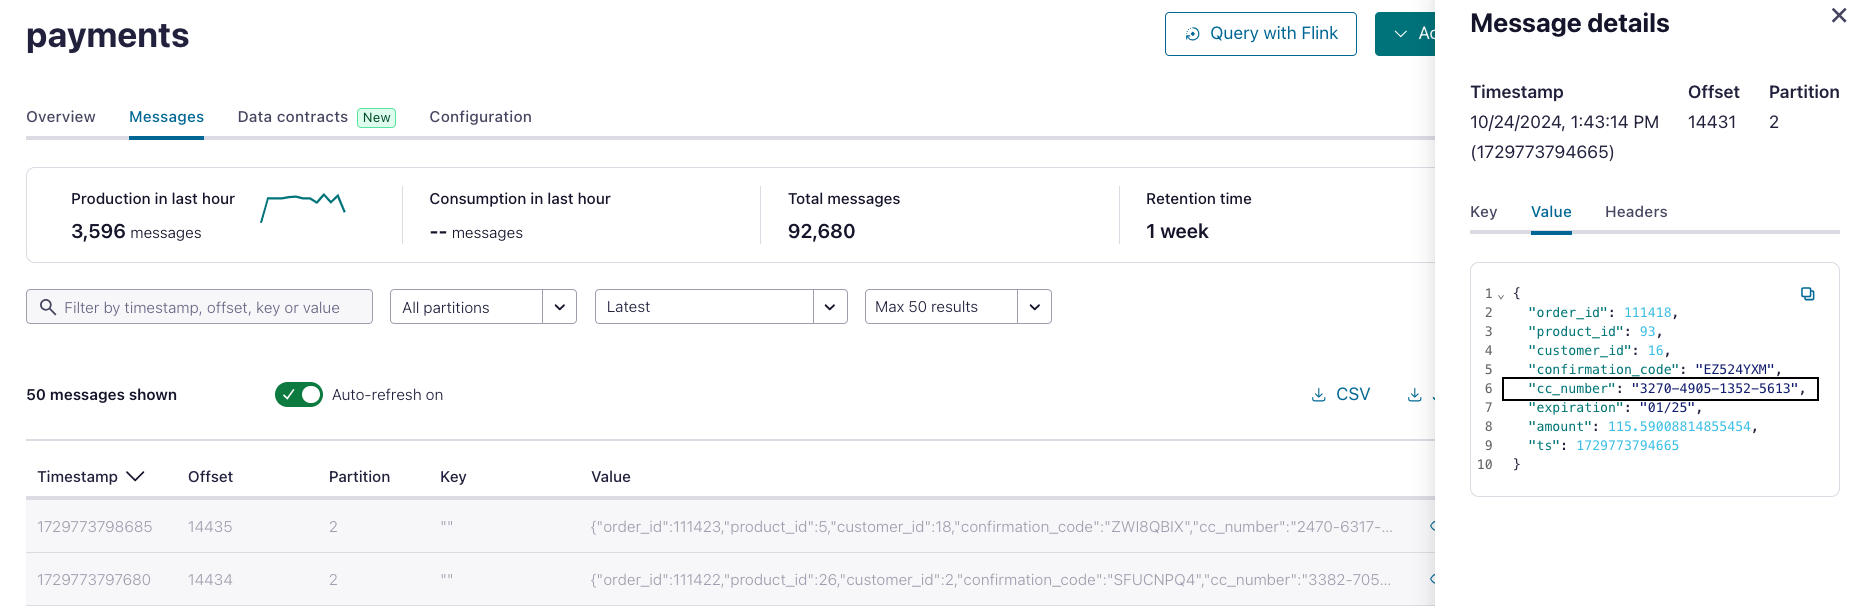 payments
Query with Flink
Overview Messages Data contracts New Configuration
Production in last hour
3,596 messages
Consumption in last hour
-- messages
Total messages
92,680
Retention time
1 week
Filter by timestamp, offset, key or value
All partitions
Latest
Max 50 results
50 messages shown
Auto-refresh on
CSV
Timestamp Offset Partition Key Value
1729773798685 14435 2 "" {"order_id":111423,"product_id":5,"customer_id":18,"confirmation_code":"ZWI8QBIX","cc_number":"2470-6317-...
1729773797680 14434 2 "" {"order_id":111422,"product_id":26,"customer_id":2,"confirmation_code":"SFUCNPQ4","cc_number":"3382-705...
Message details
Timestamp Offset Partition
10/24/2024, 1:43:14 PM 14431 2
(1729773794665)
Key Value Headers
1 {
2 "order_id": 111418,
3 "product_id": 93,
4 "customer_id": 16,
5 "confirmation_code": "EZ524YXM",
6 "cc_number": "3270-4905-1352-5613",
7 "expiration": "01/25",
8 "amount": 115.59008814855454,
9 "ts": 1729773794665
10 }